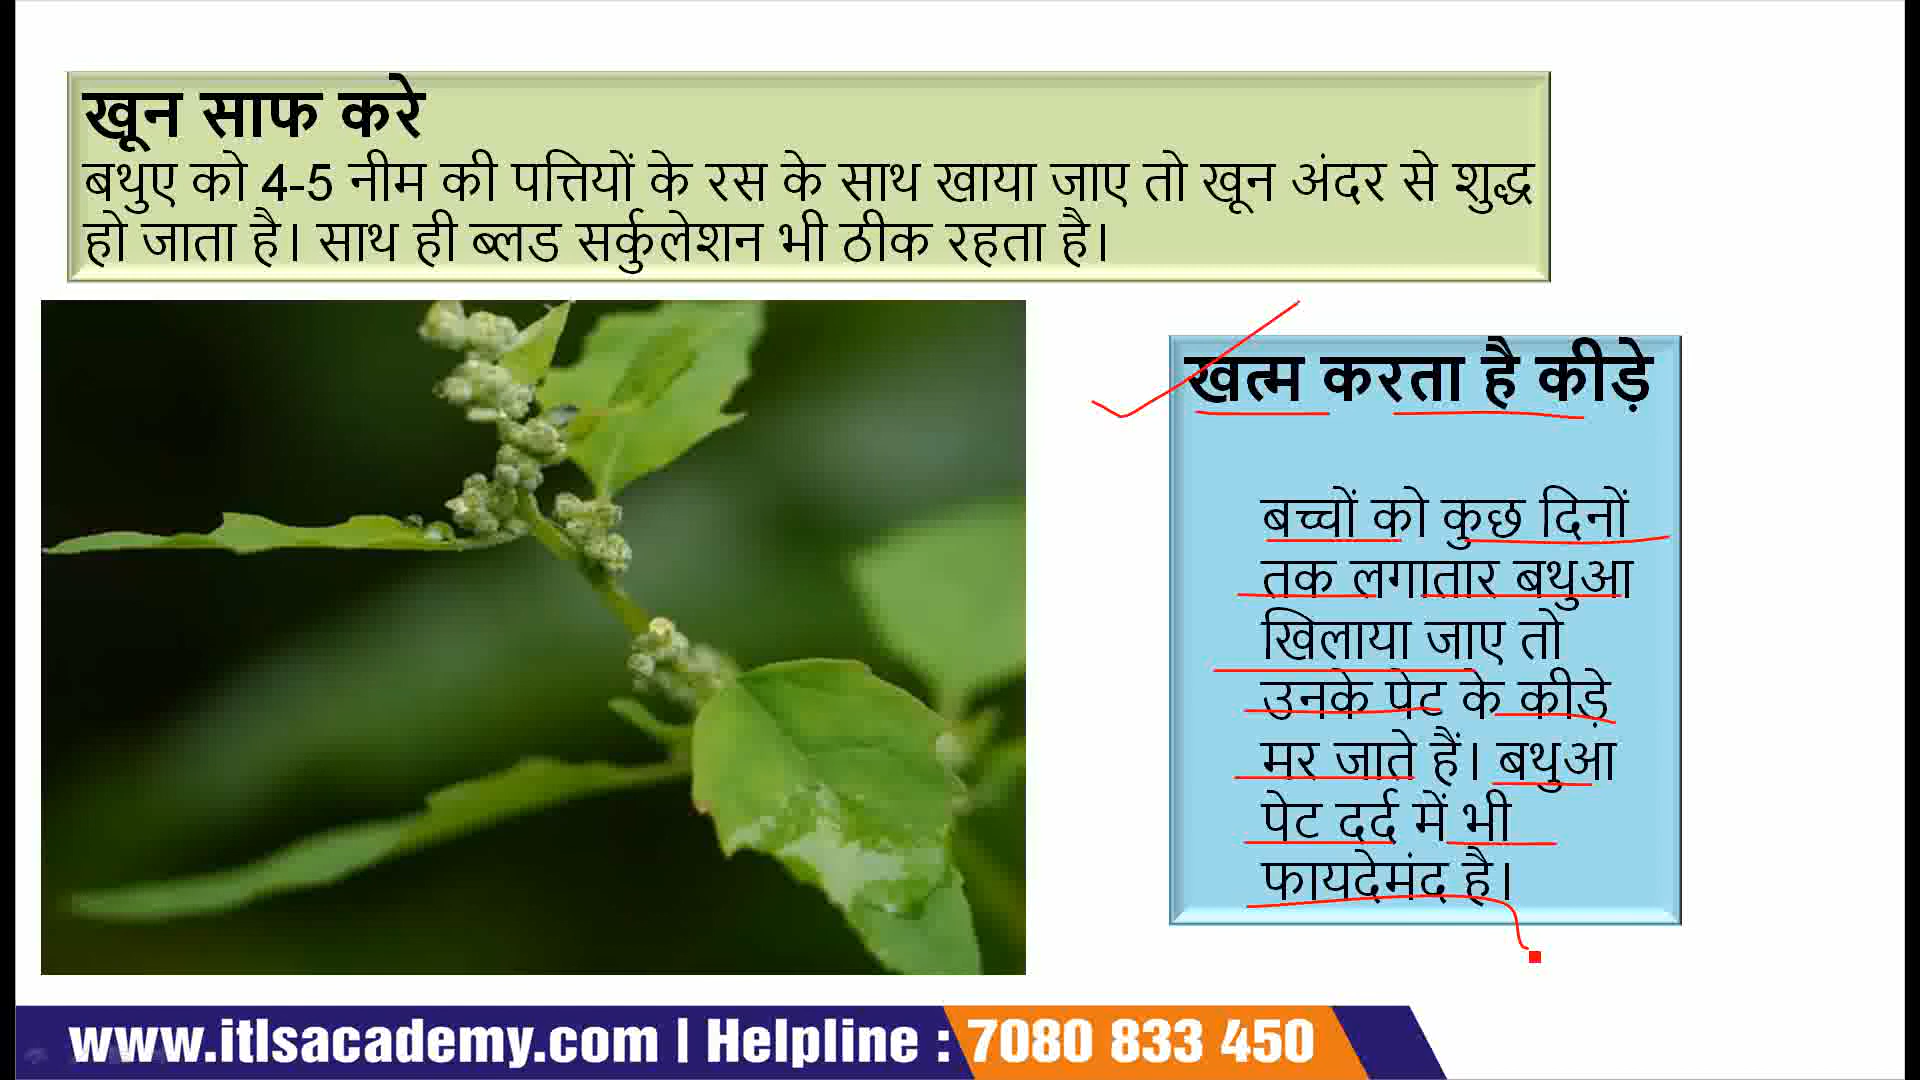 खून साफ करे
बथुए को 4-5 नीम की पत्तियों के रस के साथ खाया जाए तो खून अंदर से शुद्ध
हो जाता है। साथ ही ब्लड सर्कुलेशन भी ठीक रहता है।
खत्म करता है कीड़े
बच्चों को कुछ दिनों
तक लगातार बथुआ
खिलाया जाए तो
उनके पेट के कीड़े
मर जाते हैं। बथुआ
पेट दर्द में भी
फायदेमंद है।
www.itlsacademy.com | Helpline : 7080 833 450